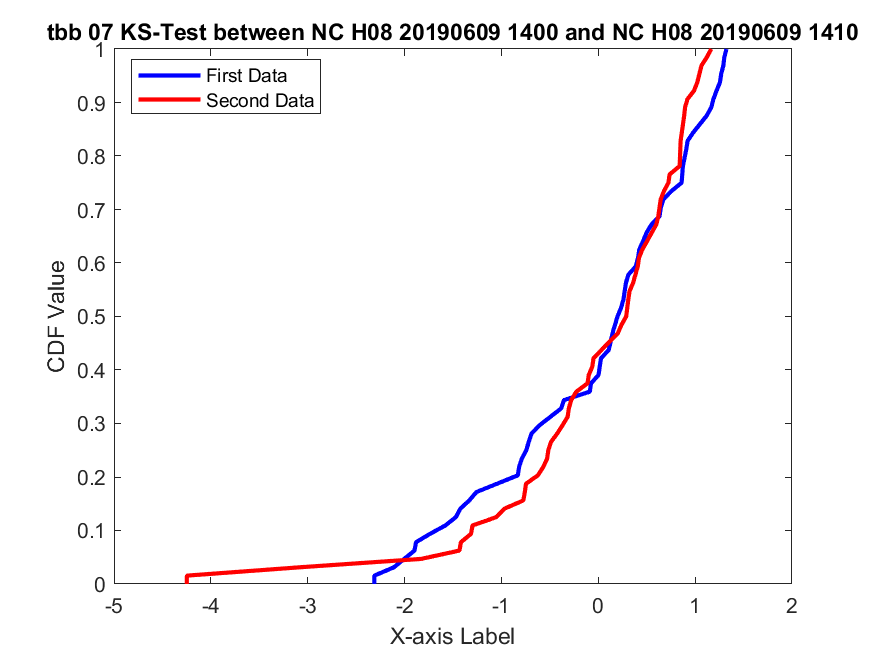 tbb 07 KS-Test between NC H08 20190609 1400 and NC H08 20190609 1410
First Data
Second Data
1
0.9
0.8
0.7
0.6
0.5
0.4
0.3
0.2
0.1
0
CDF Value
-5 -4 -3 -2 -1 0 1 2
X-axis Label